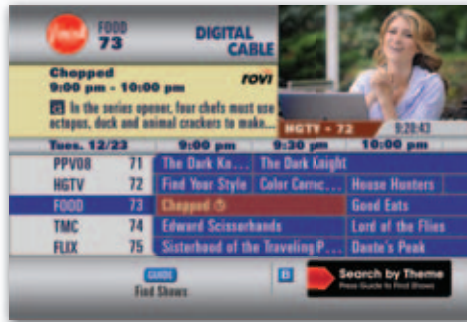 food FOOD
73
DIGITAL
CABLE
Chopped
rovi
9:00 pm - 10:00 pm
In the series opener, four chefs must use
octopus, duck and animal crackers to make...
HGTV - 72 9:20:43
Tues. 12/23 9:00 pm 9:30 pm 10:00 pm
PPV08 71 The Dark Kn... The Dark Knight
HGTV 72 Find Your Style Color Correc... House Hunters
FOOD 73 Chopped Good Eats
TMC 74 Edward Scissorhands Lord of the Flies
FLIX 75 Sisterhood of the Traveling P... Dante's Peak
GUIDE
Find Shows
Search by Theme
Press Guide to Find Shows